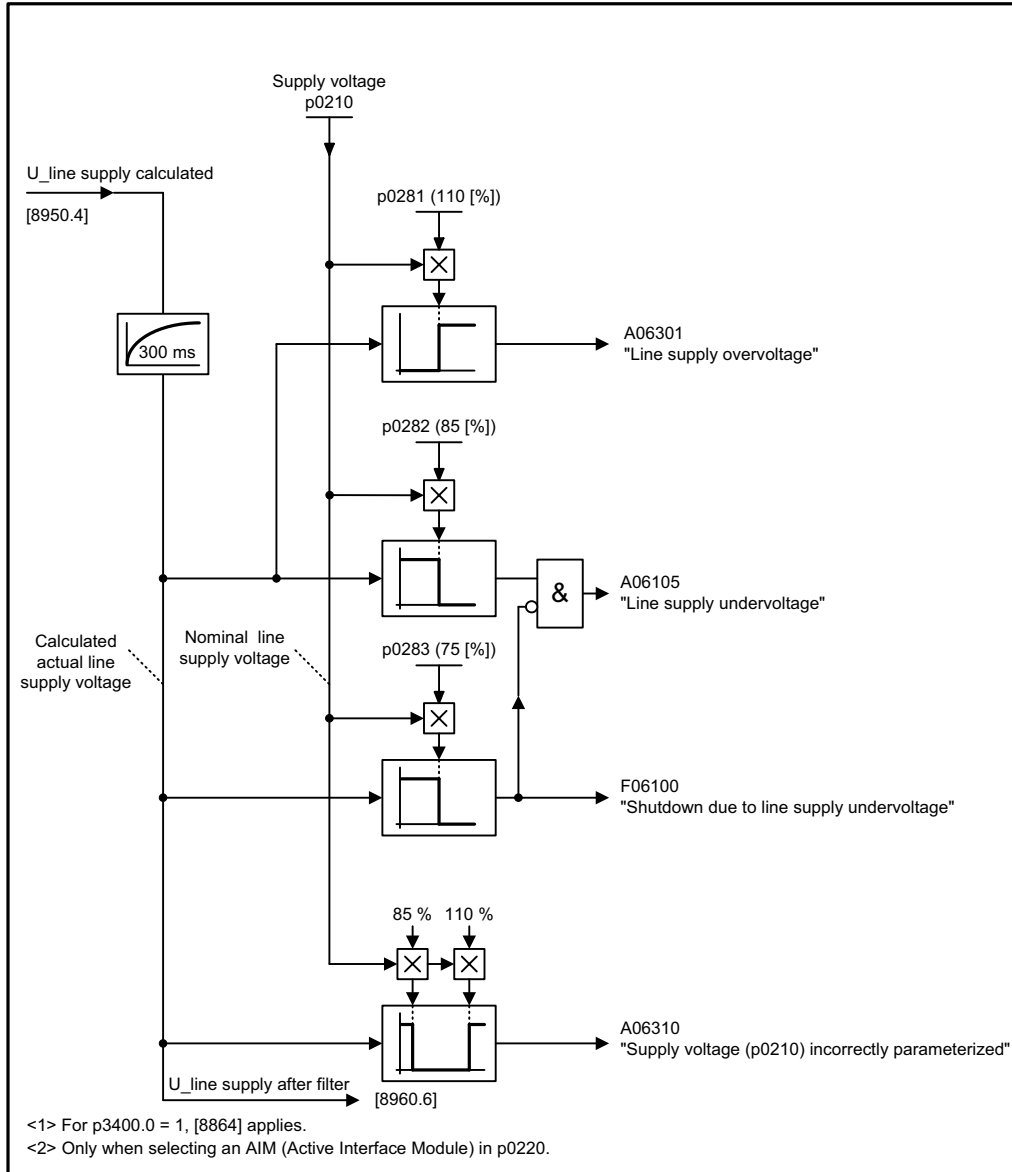 Supply voltage
p0210
U_line supply calculated
[8950.4]
p0281 (110 [%])
300 ms
A06301
"Line supply overvoltage"
p0282 (85 [%])
&
A06105
"Line supply undervoltage"
Calculated
actual line
supply voltage
Nominal line
supply voltage
p0283 (75 [%])
F06100
"Shutdown due to line supply undervoltage"
85 % 110 %
A06310
"Supply voltage (p0210) incorrectly parameterized"
U_line supply after filter
[8960.6]
<1> For p3400.0 = 1, [8864] applies.
<2> Only when selecting an AIM (Active Interface Module) in p0220.